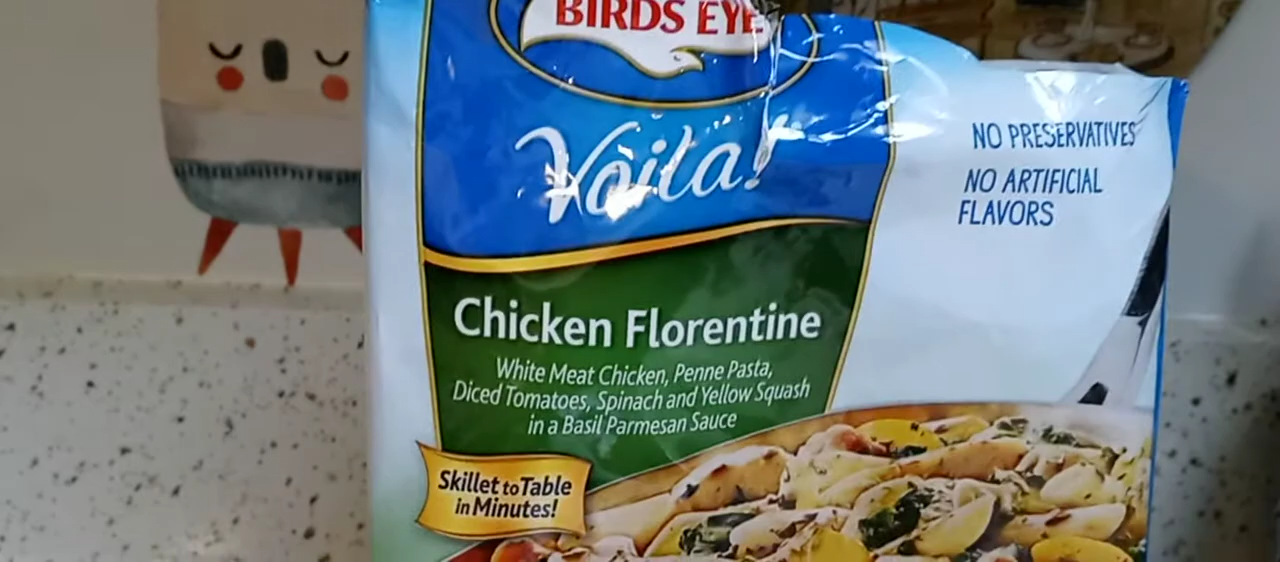 BIRDS EYE
Voila!
NO PRESERVATIVES
NO ARTIFICIAL
FLAVORS
Chicken Florentine
White Meat Chicken, Penne Pasta,
Diced Tomatoes, Spinach and Yellow Squash
in a Basil Parmesan Sauce
Skillet to Table
in Minutes!